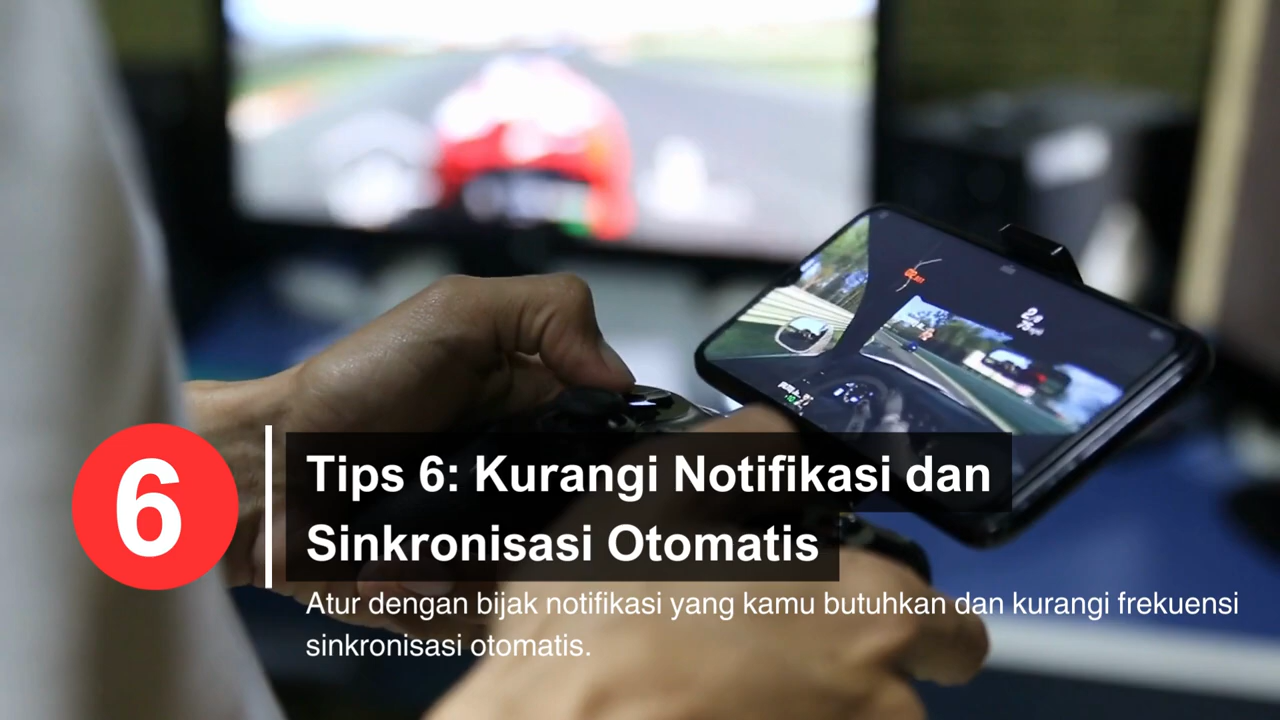 6
Tips 6: Kurangi Notifikasi dan
Sinkronisasi Otomatis
Atur dengan bijak notifikasi yang kamu butuhkan dan kurangi frekuensi
sinkronisasi otomatis.